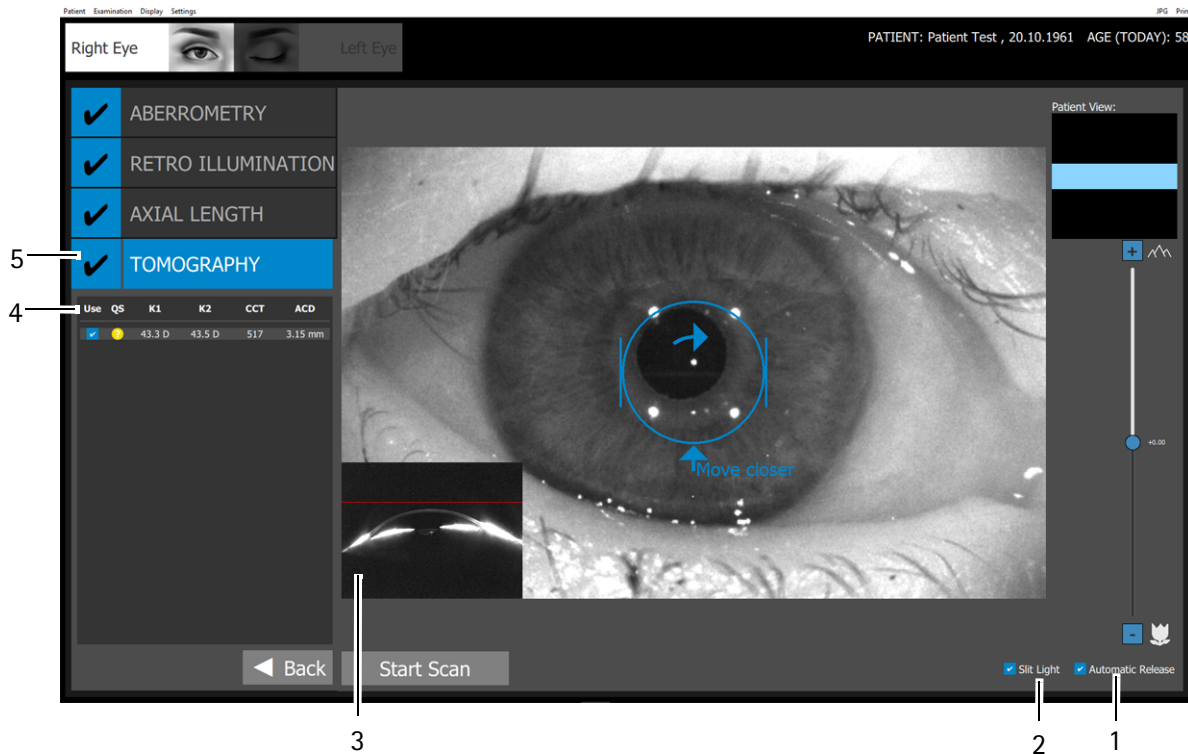 Patient Examination Display Settings JPG Prin
Right Eye Left Eye PATIENT: Patient Test , 20.10.1961 AGE (TODAY): 58
ABERROMETRY
Patient View:
RETRO ILLUMINATION
AXIAL LENGTH
5 TOMOGRAPHY
+
4 Use QS K1 K2 CCT ACD
? 43.3 D 43.5 D 517 3.15 mm
+0.00
Move closer
-
Back Start Scan Slit Light Automatic Release
3 2 1